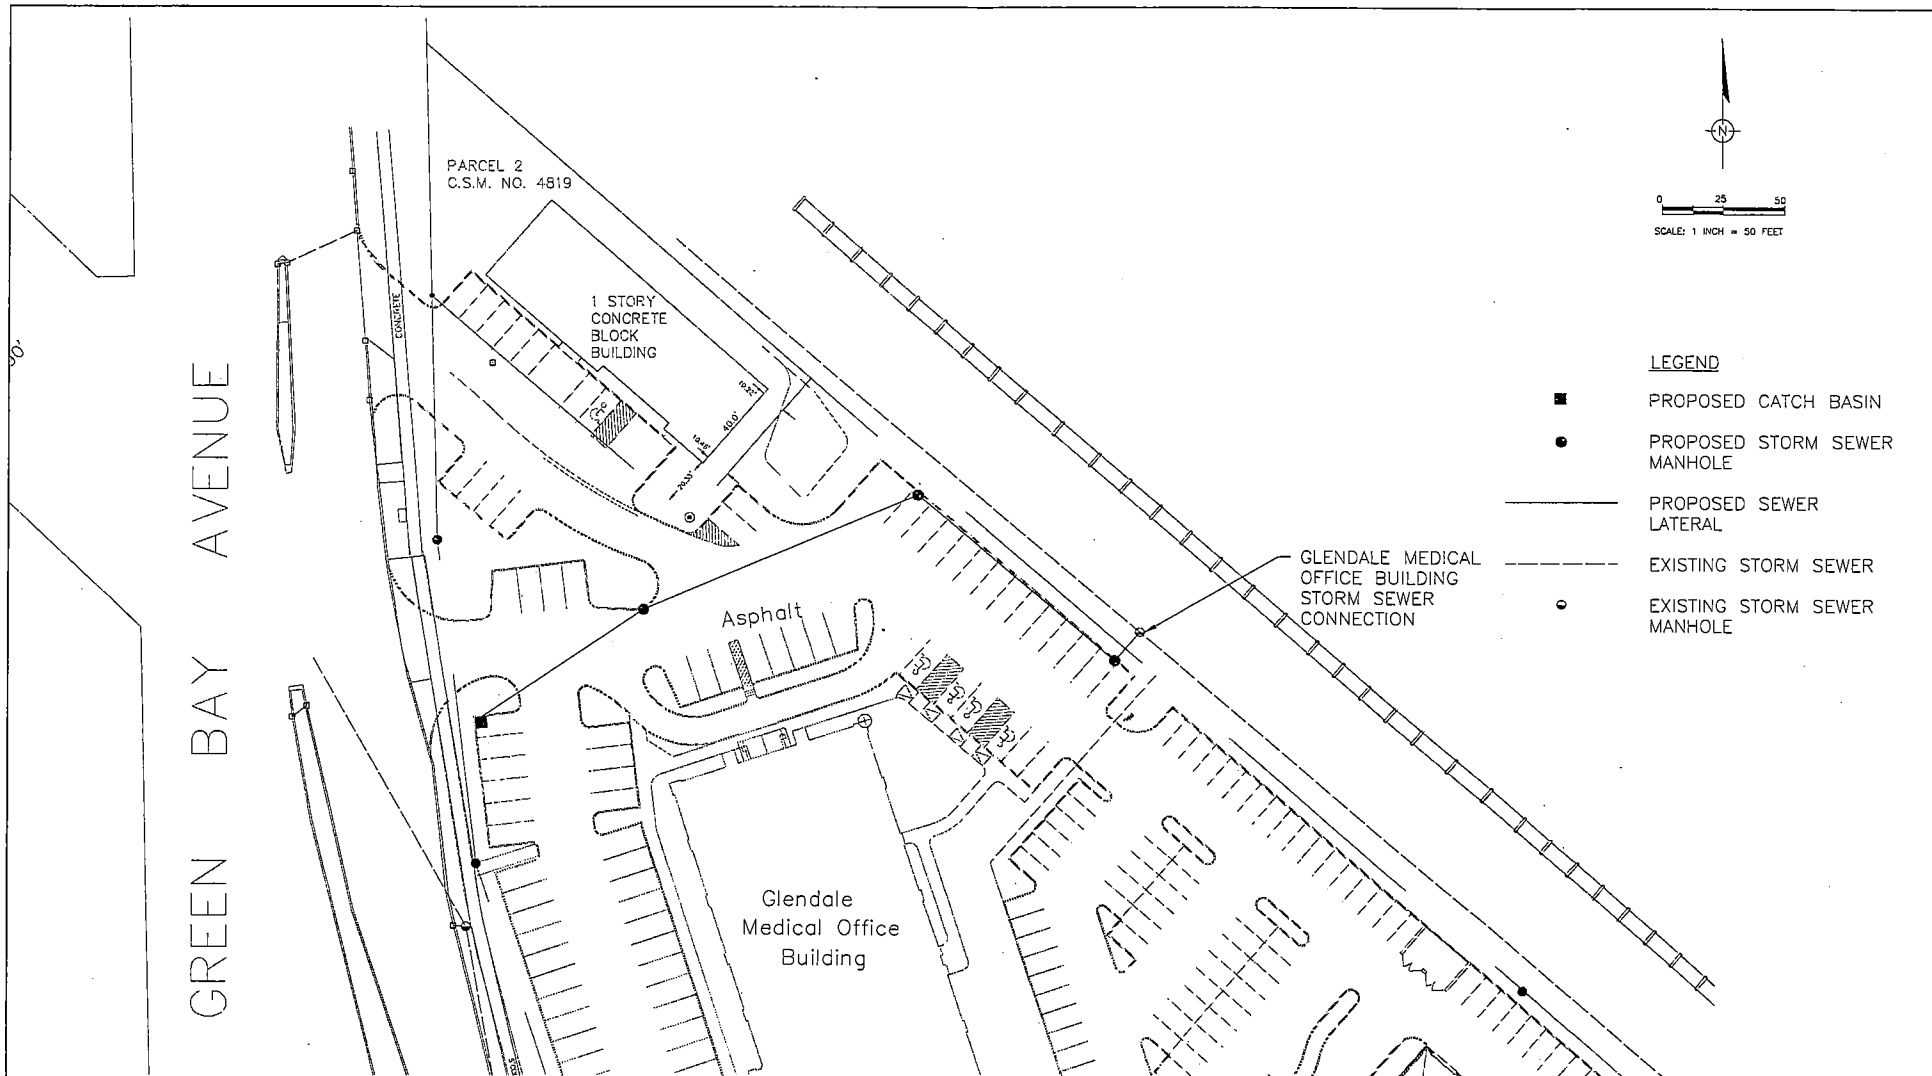 PARCEL 2
C.S.M. NO. 4819
N
0 25 50
SCALE: 1 INCH = 50 FEET
1 STORY
CONCRETE
BLOCK
BUILDING
CONCRETE
40.0'
LEGEND
PROPOSED CATCH BASIN
PROPOSED STORM SEWER
MANHOLE
PROPOSED SEWER
LATERAL
EXISTING STORM SEWER
EXISTING STORM SEWER
MANHOLE
GREEN BAY AVENUE
GLENDALE MEDICAL
OFFICE BUILDING
STORM SEWER
CONNECTION
Asphalt
Glendale
Medical Office
Building